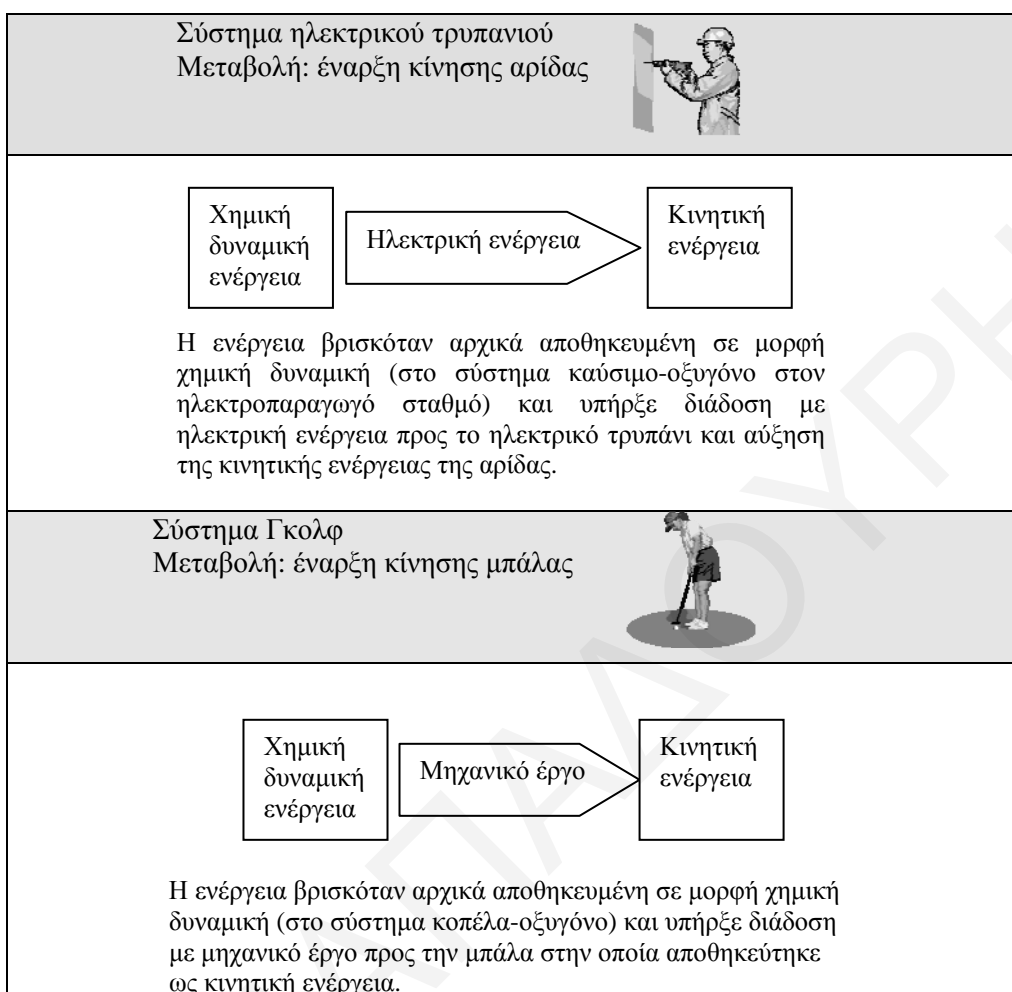 Σύστημα ηλεκτρικού τρυπανιού
Μεταβολή: έναρξη κίνησης αρίδας
Χημική
δυναμική
ενέργεια
Ηλεκτρική ενέργεια
Κινητική
ενέργεια
Η ενέργεια βρισκόταν αρχικά αποθηκευμένη σε μορφή
χημική δυναμική (στο σύστημα καύσιμο-οξυγόνο στον
ηλεκτροπαραγωγό σταθμό) και υπήρξε διάδοση με
ηλεκτρική ενέργεια προς το ηλεκτρικό τρυπάνι και αύξηση
της κινητικής ενέργειας της αρίδας.
Σύστημα Γκολφ
Μεταβολή: έναρξη κίνησης μπάλας
Χημική
δυναμική
ενέργεια
Μηχανικό έργο
Κινητική
ενέργεια
Η ενέργεια βρισκόταν αρχικά αποθηκευμένη σε μορφή χημική
δυναμική (στο σύστημα κοπέλα-οξυγόνο) και υπήρξε διάδοση
με μηχανικό έργο προς την μπάλα στην οποία αποθηκεύτηκε
ως κινητική ενέργεια.